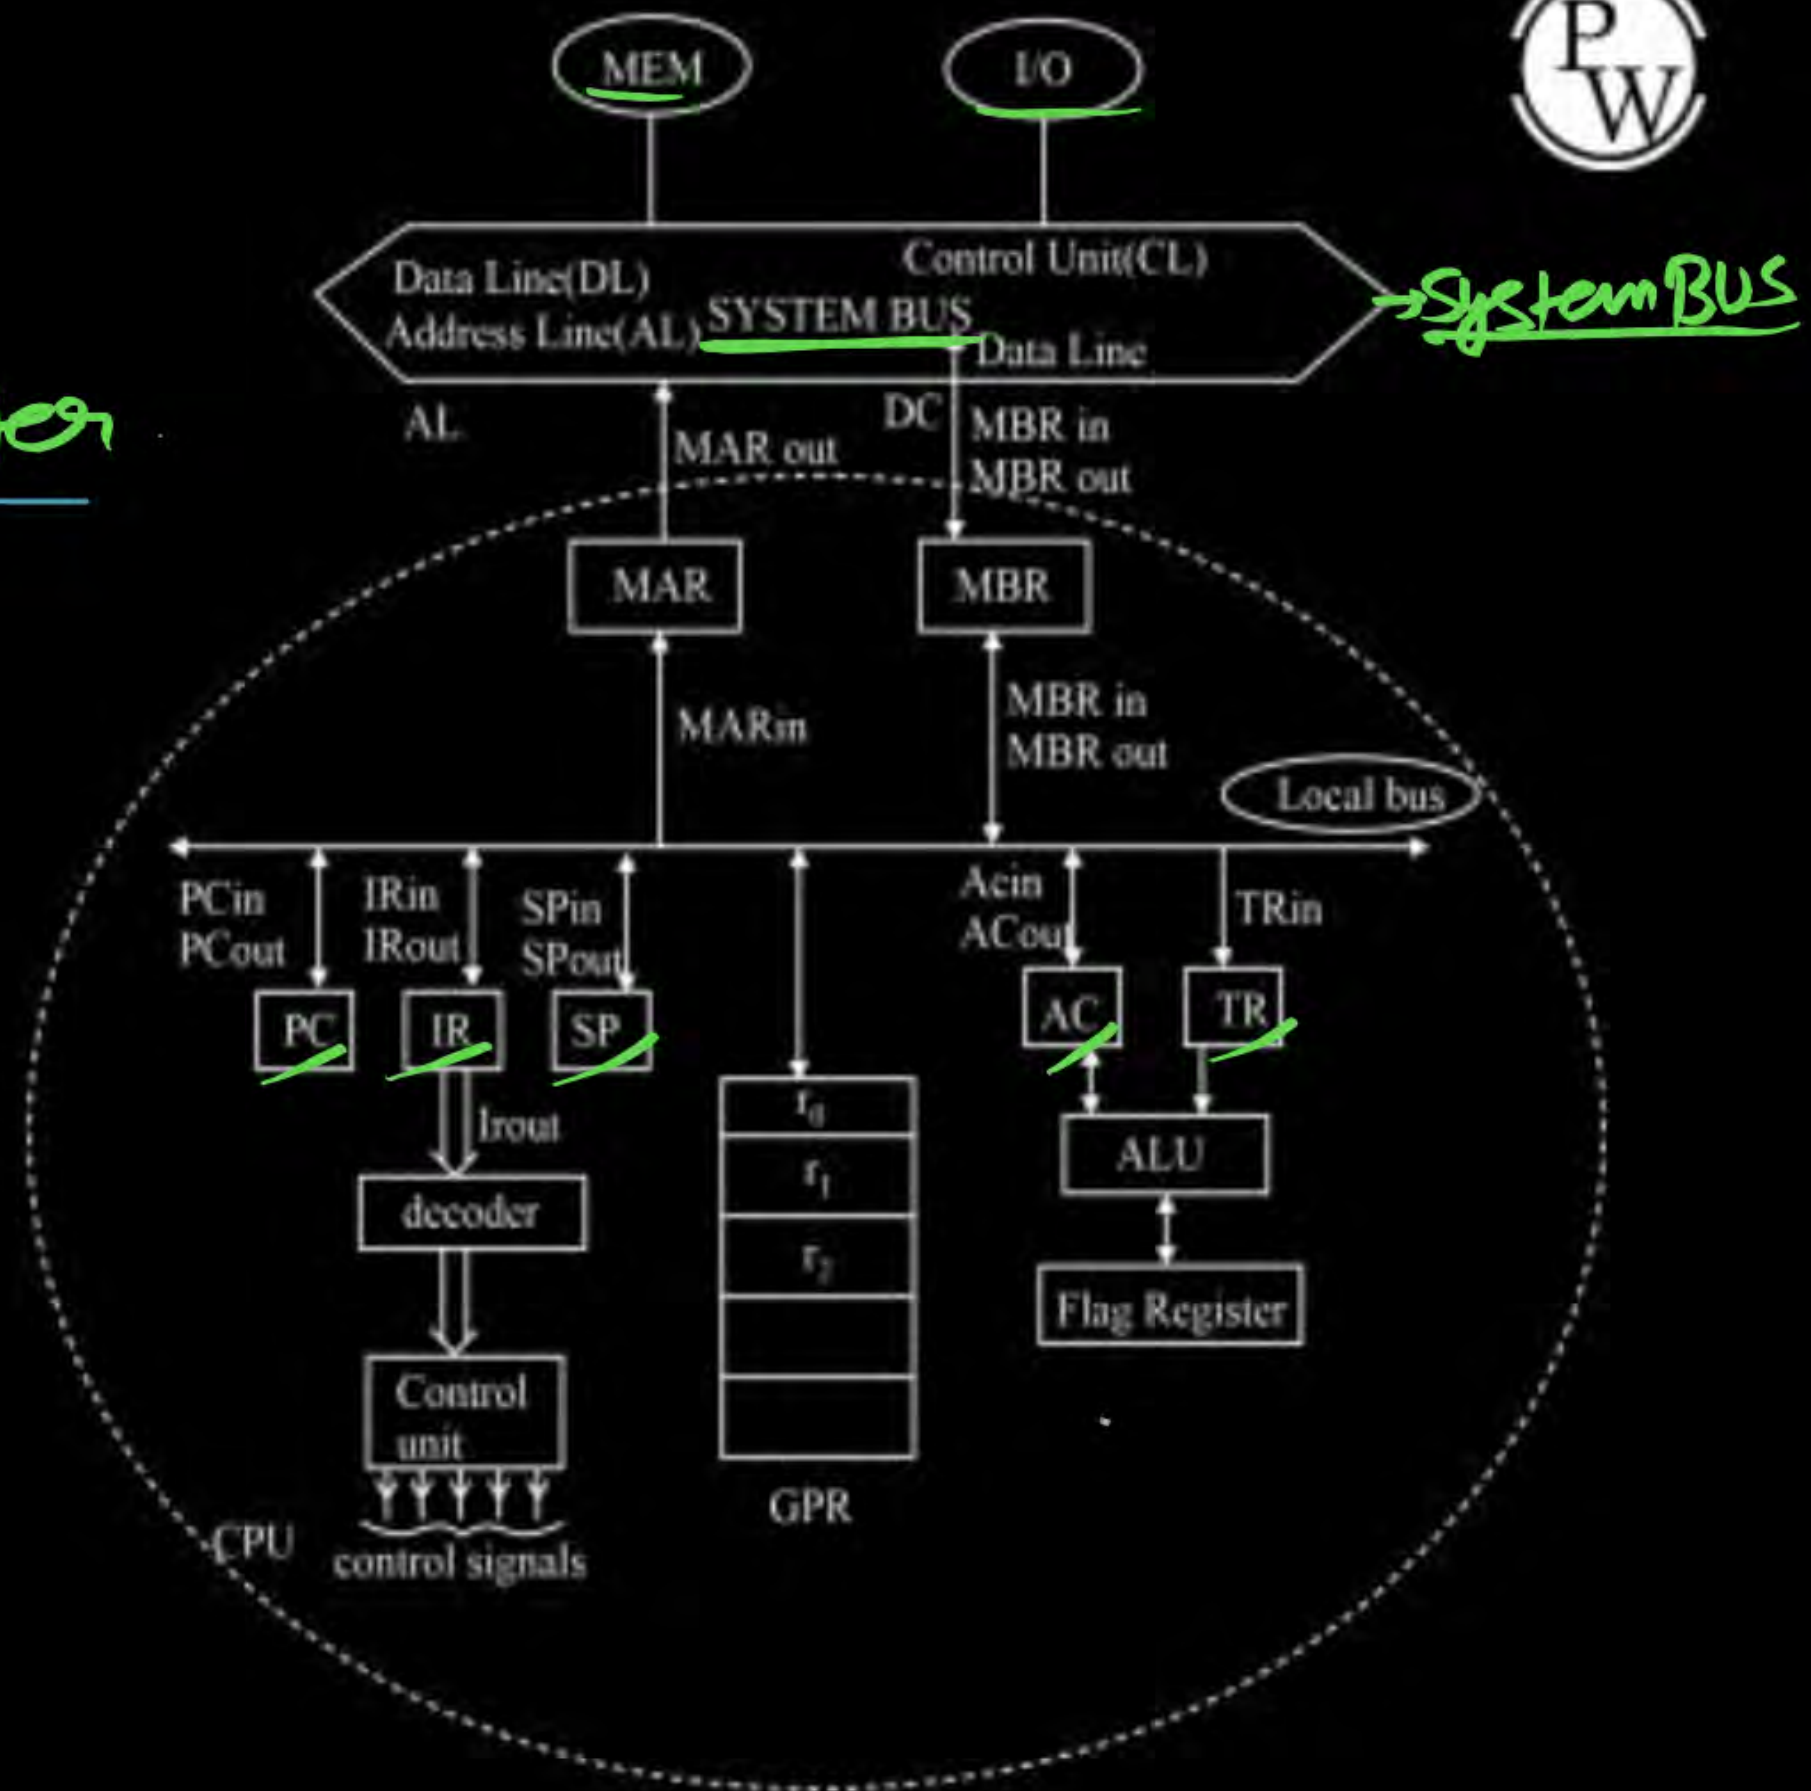 P
W
MEM
I/O
Data Line(DL)
Control Unit(CL)
Address Line(AL)
SYSTEM BUS
Data Line
→System BUS
AL
MAR out
DC
MBR in
MBR out
MAR
MBR
MARin
MBR in
MBR out
Local bus
PCin
PCout
IRin
IRout
SPin
SPout
Acin
ACout
TRin
PC
IR
SP
AC
TR
Irout
r0
r1
r2
decoder
ALU
Flag Register
Control
unit
GPR
CPU
control signals